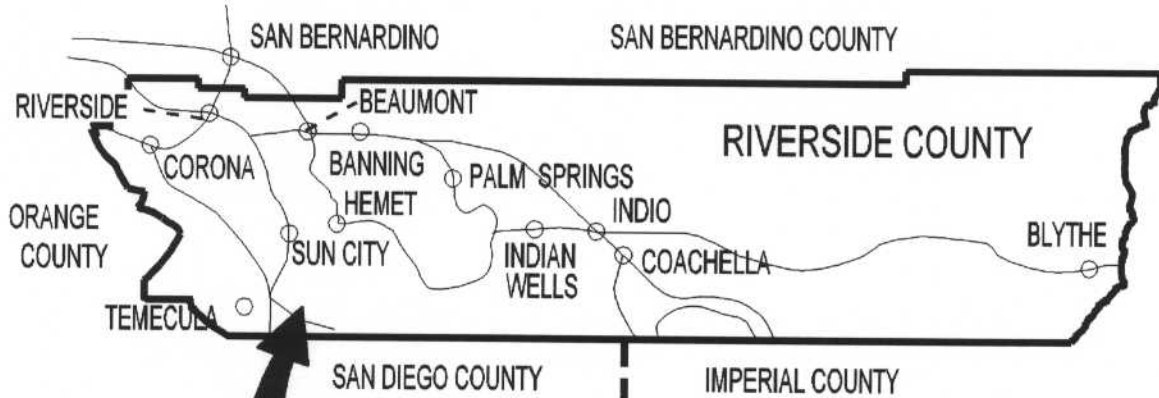 SAN BERNARDINO
SAN BERNARDINO COUNTY
RIVERSIDE
BEAUMONT
RIVERSIDE COUNTY
CORONA
BANNING
PALM SPRINGS
HEMET
ORANGE
COUNTY
SUN CITY
INDIO
INDIAN
WELLS
COACHELLA
BLYTHE
TEMECULA
SAN DIEGO COUNTY
IMPERIAL COUNTY